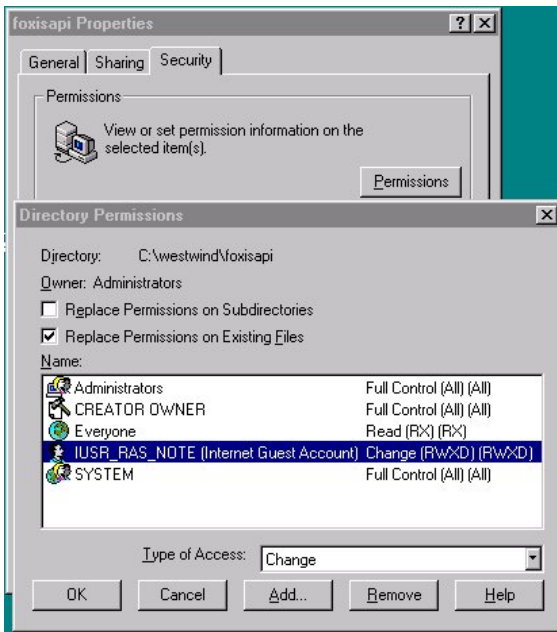 foxisapi Properties
General Sharing Security
Permissions
View or set permission information on the
selected item(s).
Permissions
Directory Permissions
Directory: C:\westwind\foxisapi
Owner: Administrators
Replace Permissions on Subdirectories
Replace Permissions on Existing Files
Name:
Administrators Full Control (All) (All)
CREATOR OWNER Full Control (All) (All)
Everyone Read (RX) (RX)
IUSR_RAS_NOTE (Internet Guest Account) Change (RWXD) (RWXD)
SYSTEM Full Control (All) (All)
Type of Access: Change
OK Cancel Add... Remove Help